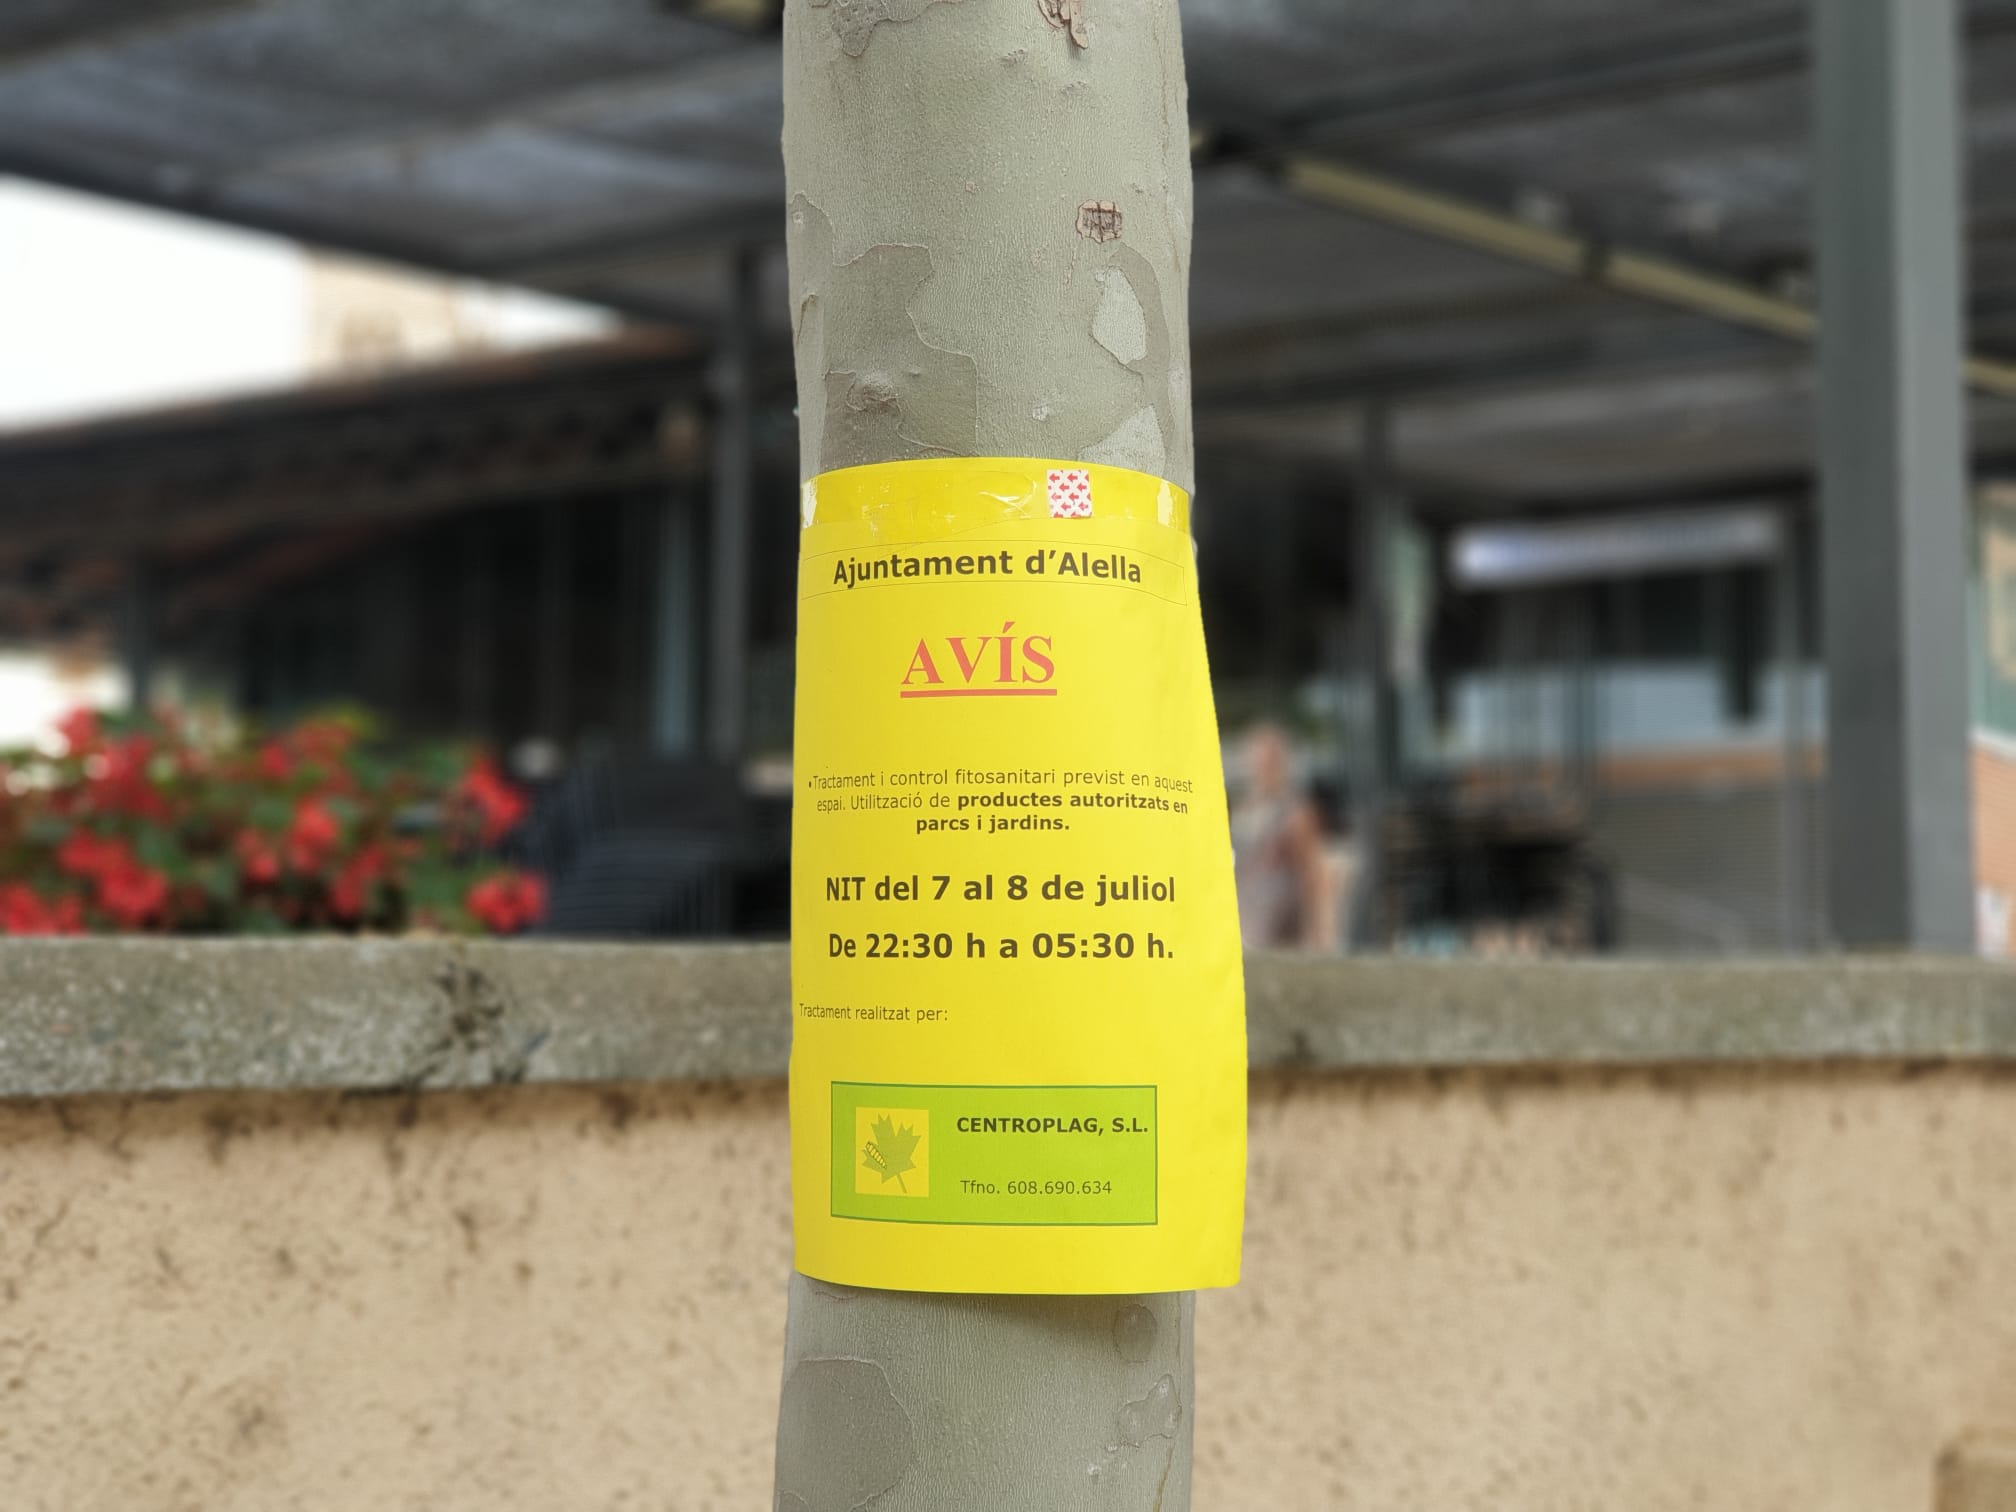 Ajuntament d’Alella
AVÍS
•Tractament i control fitosanitari previst en aquest
espai. Utilització de productes autoritzats en
parcs i jardins.
NIT del 7 al 8 de juliol
De 22:30 h a 05:30 h.
Tractament realitzat per:
CENTROPLAG, S.L.
Tfno. 608.690.634